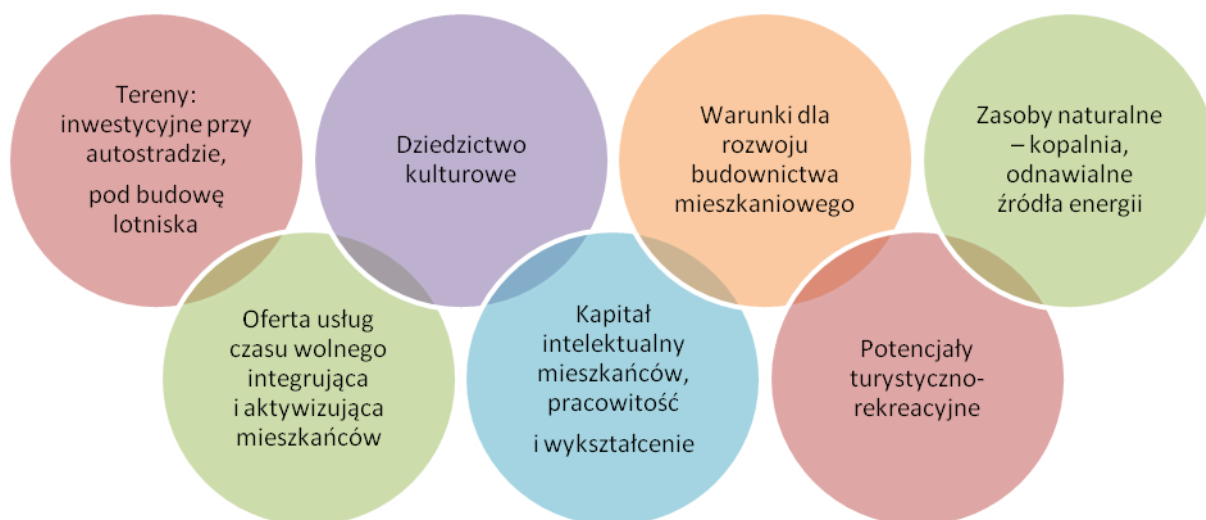 Tereny:
inwestycyjne przy
autostradzie,
pod budowę
lotniska
Dziedzictwo
kulturowe
Warunki dla
rozwoju
budownictwa
mieszkaniowego
Zasoby naturalne
– kopalnia,
odnawialne
źródła energii
Oferta usług
czasu wolnego
integrująca
i aktywizująca
mieszkańców
Kapitał
intelektualny
mieszkańców,
pracowitość
i wykształcenie
Potencjały
turystyczno-
rekreacyjne